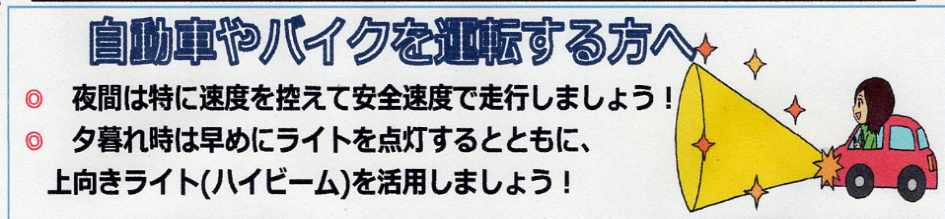 自動車やバイクを運転する方へ
◎ 夜間は特に速度を控えて安全速度で走行しましょう!
◎ 夕暮れ時は早めにライトを点灯するとともに、
上向きライト(ハイビーム)を活用しましょう!